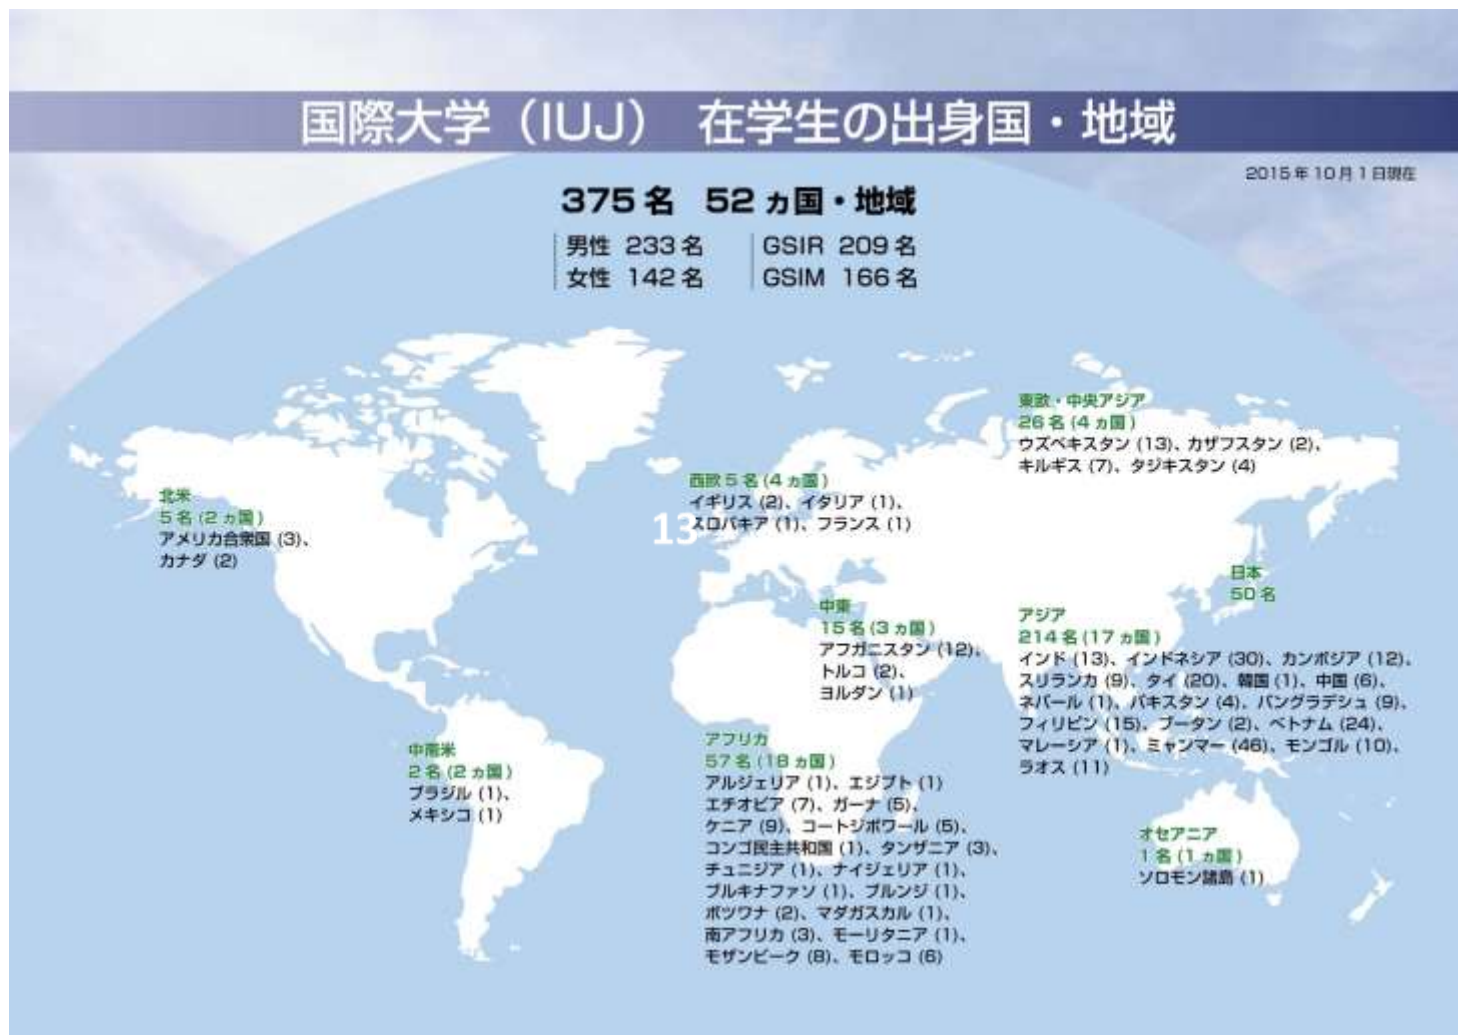 国際大学（IUJ） 在学生の出身国・地域
2015年10月1日現在
375名 52ヵ国・地域
男性 233名
女性 142名
GSIR 209名
GSIM 166名
北米
5名(2ヵ国)
アメリカ合衆国 (3)、
カナダ (2)
中南米
2名(2ヵ国)
ブラジル (1)、
メキシコ (1)
西欧5名(4ヵ国)
イギリス (2)、イタリア (1)、
スロバキア (1)、フランス (1)
13
中東
15名(3ヵ国)
アフガニスタン (12)、
トルコ (2)、
ヨルダン (1)
アフリカ
57名(18ヵ国)
アルジェリア (1)、エジプト (1)
エチオピア (7)、ガーナ (5)、
ケニア (9)、コートジボワール (5)、
コンゴ民主共和国 (1)、タンザニア (3)、
チュニジア (1)、ナイジェリア (1)、
ブルキナファソ (1)、ブルンジ (1)、
ボツワナ (2)、マダガスカル (1)、
南アフリカ (3)、モーリタニア (1)、
モザンビーク (8)、モロッコ (6)
東欧・中央アジア
26名(4ヵ国)
ウズベキスタン (13)、カザフスタン (2)、
キルギス (7)、タジキスタン (4)
日本
50名
アジア
214名(17ヵ国)
インド (13)、インドネシア (30)、カンボジア (12)、
スリランカ (9)、タイ (20)、韓国 (1)、中国 (6)、
ネパール (1)、パキスタン (4)、バングラデシュ (9)、
フィリピン (15)、ブータン (2)、ベトナム (24)、
マレーシア (1)、ミャンマー (46)、モンゴル (10)、
ラオス (11)
オセアニア
1名(1ヵ国)
ソロモン諸島 (1)